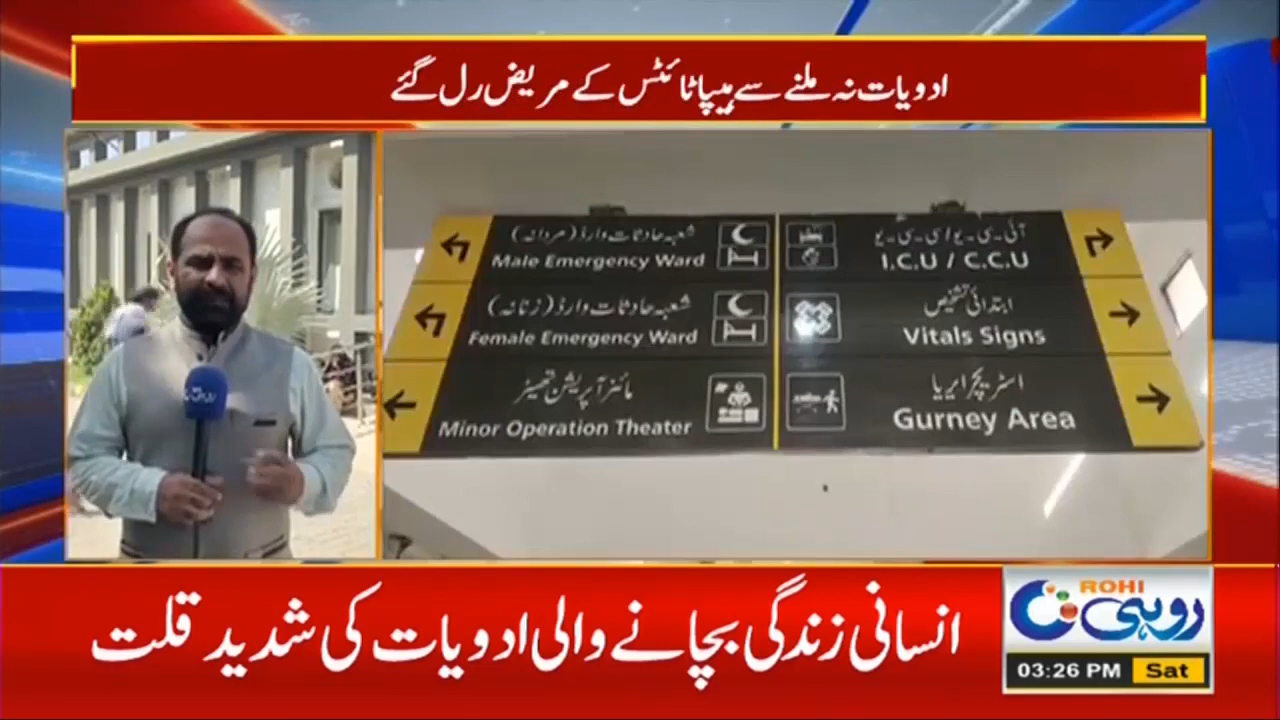 ادویات نہ ملنے سے ہیپاٹائٹس کے مریض رل گئے
شعبہ حادثات وارڈ (مردانہ)
Male Emergency Ward
شعبہ حادثات وارڈ (زنانہ)
Female Emergency Ward
مائنر آپریشن تھیٹر
Minor Operation Theater
آئی۔سی۔یو/سی۔سی۔یو
I.C.U / C.C.U
ابتدائی تشخیص
Vitals Signs
اسٹریچر ایریا
Gurney Area
انسانی زندگی بچانے والی ادویات کی شدید قلت
ROHI
روہی
03:26 PM Sat